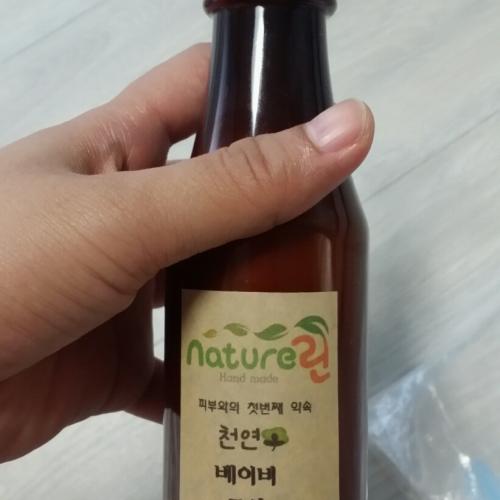 nature린
Hand made
피부와의 첫번째 약속
천연
베이비